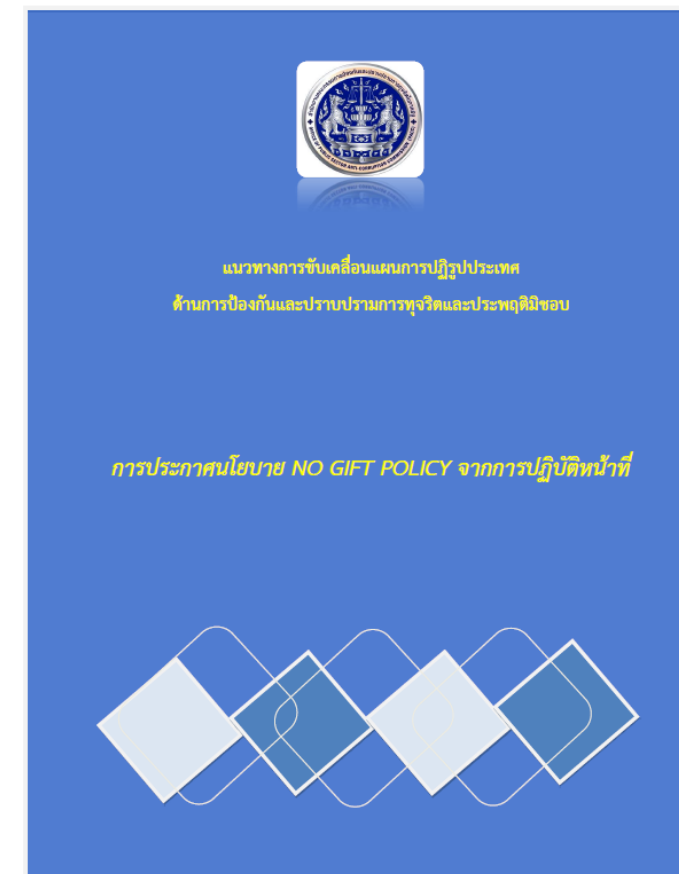 แนวทางการขับเคลื่อนแผนการปฏิรูปประเทศ
ด้านการป้องกันและปราบปรามการทุจริตและประพฤติมิชอบ
การประกาศนโยบาย NO GIFT POLICY จากการปฏิบัติหน้าที่